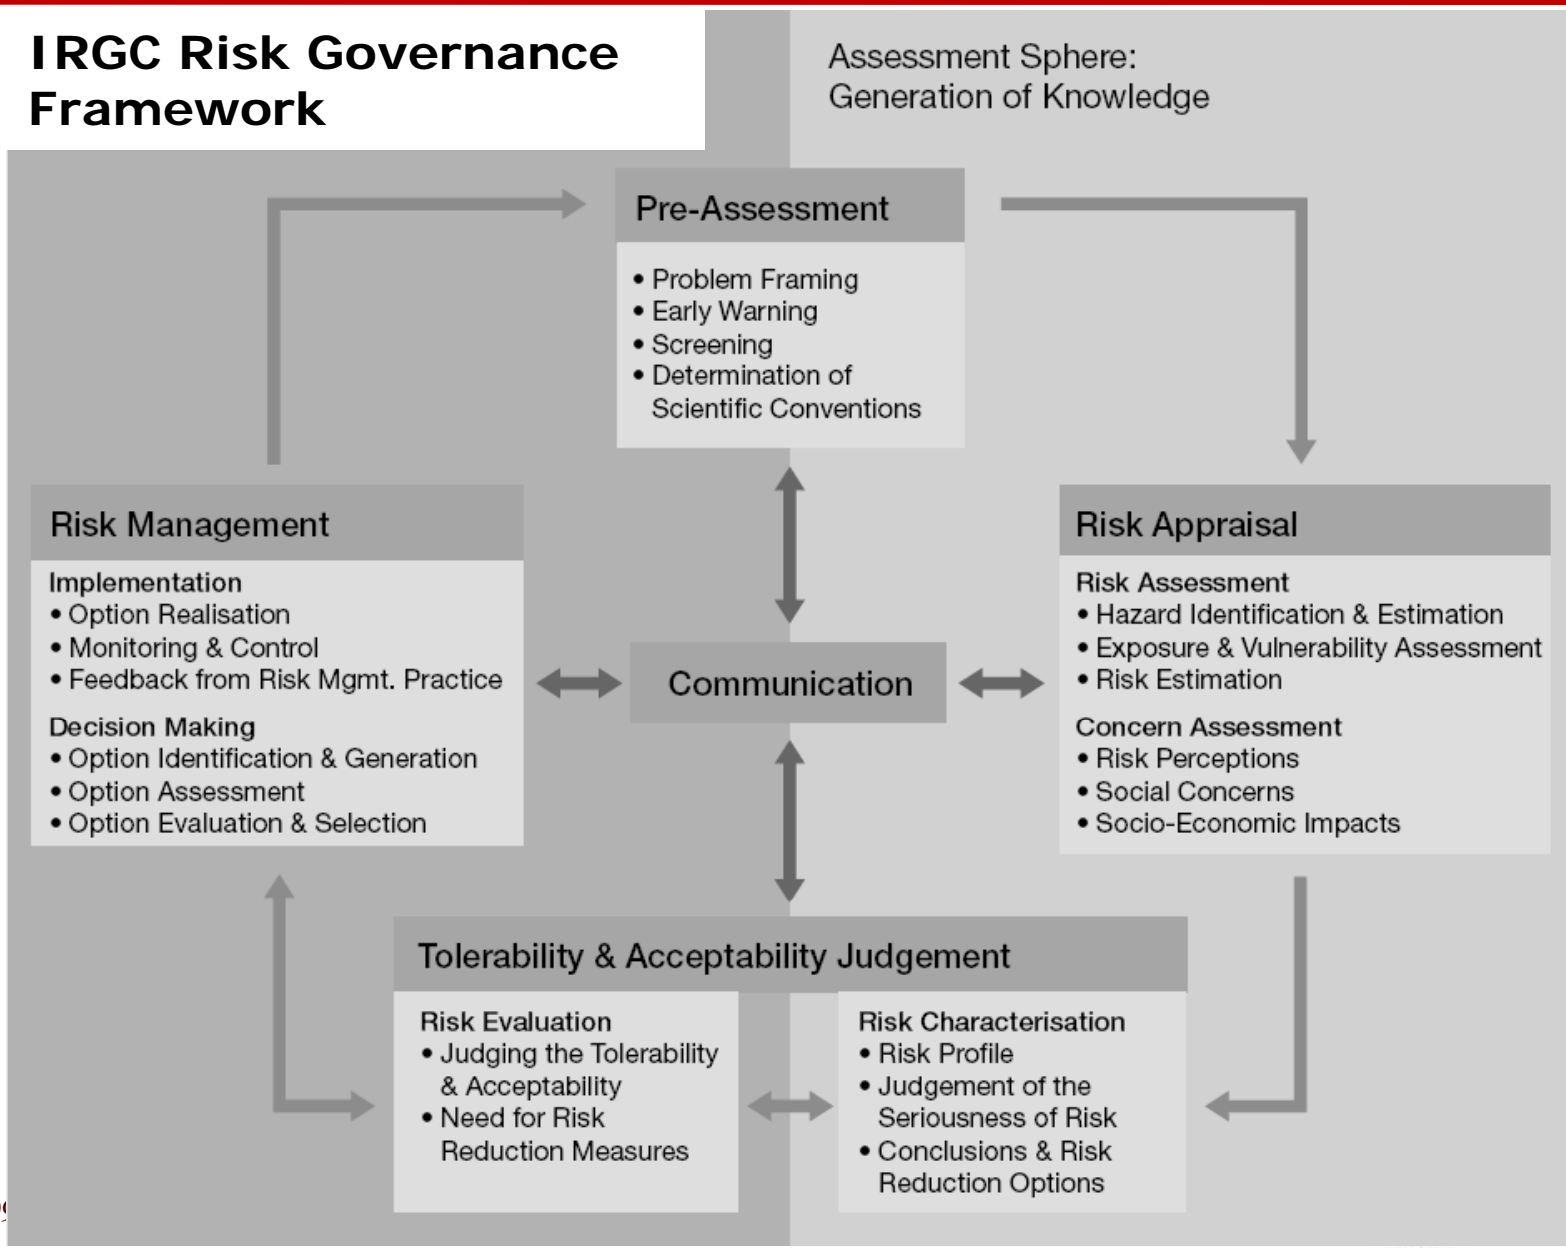 IRGC Risk Governance
Framework
Assessment Sphere:
Generation of Knowledge
Pre-Assessment
• Problem Framing
• Early Warning
• Screening
• Determination of
Scientific Conventions
Risk Management
Implementation
• Option Realisation
• Monitoring & Control
• Feedback from Risk Mgmt. Practice
Decision Making
• Option Identification & Generation
• Option Assessment
• Option Evaluation & Selection
Communication
Risk Appraisal
Risk Assessment
• Hazard Identification & Estimation
• Exposure & Vulnerability Assessment
• Risk Estimation
Concern Assessment
• Risk Perceptions
• Social Concerns
• Socio-Economic Impacts
Tolerability & Acceptability Judgement
Risk Evaluation
• Judging the Tolerability
& Acceptability
• Need for Risk
Reduction Measures
Risk Characterisation
• Risk Profile
• Judgement of the
Seriousness of Risk
• Conclusions & Risk
Reduction Options